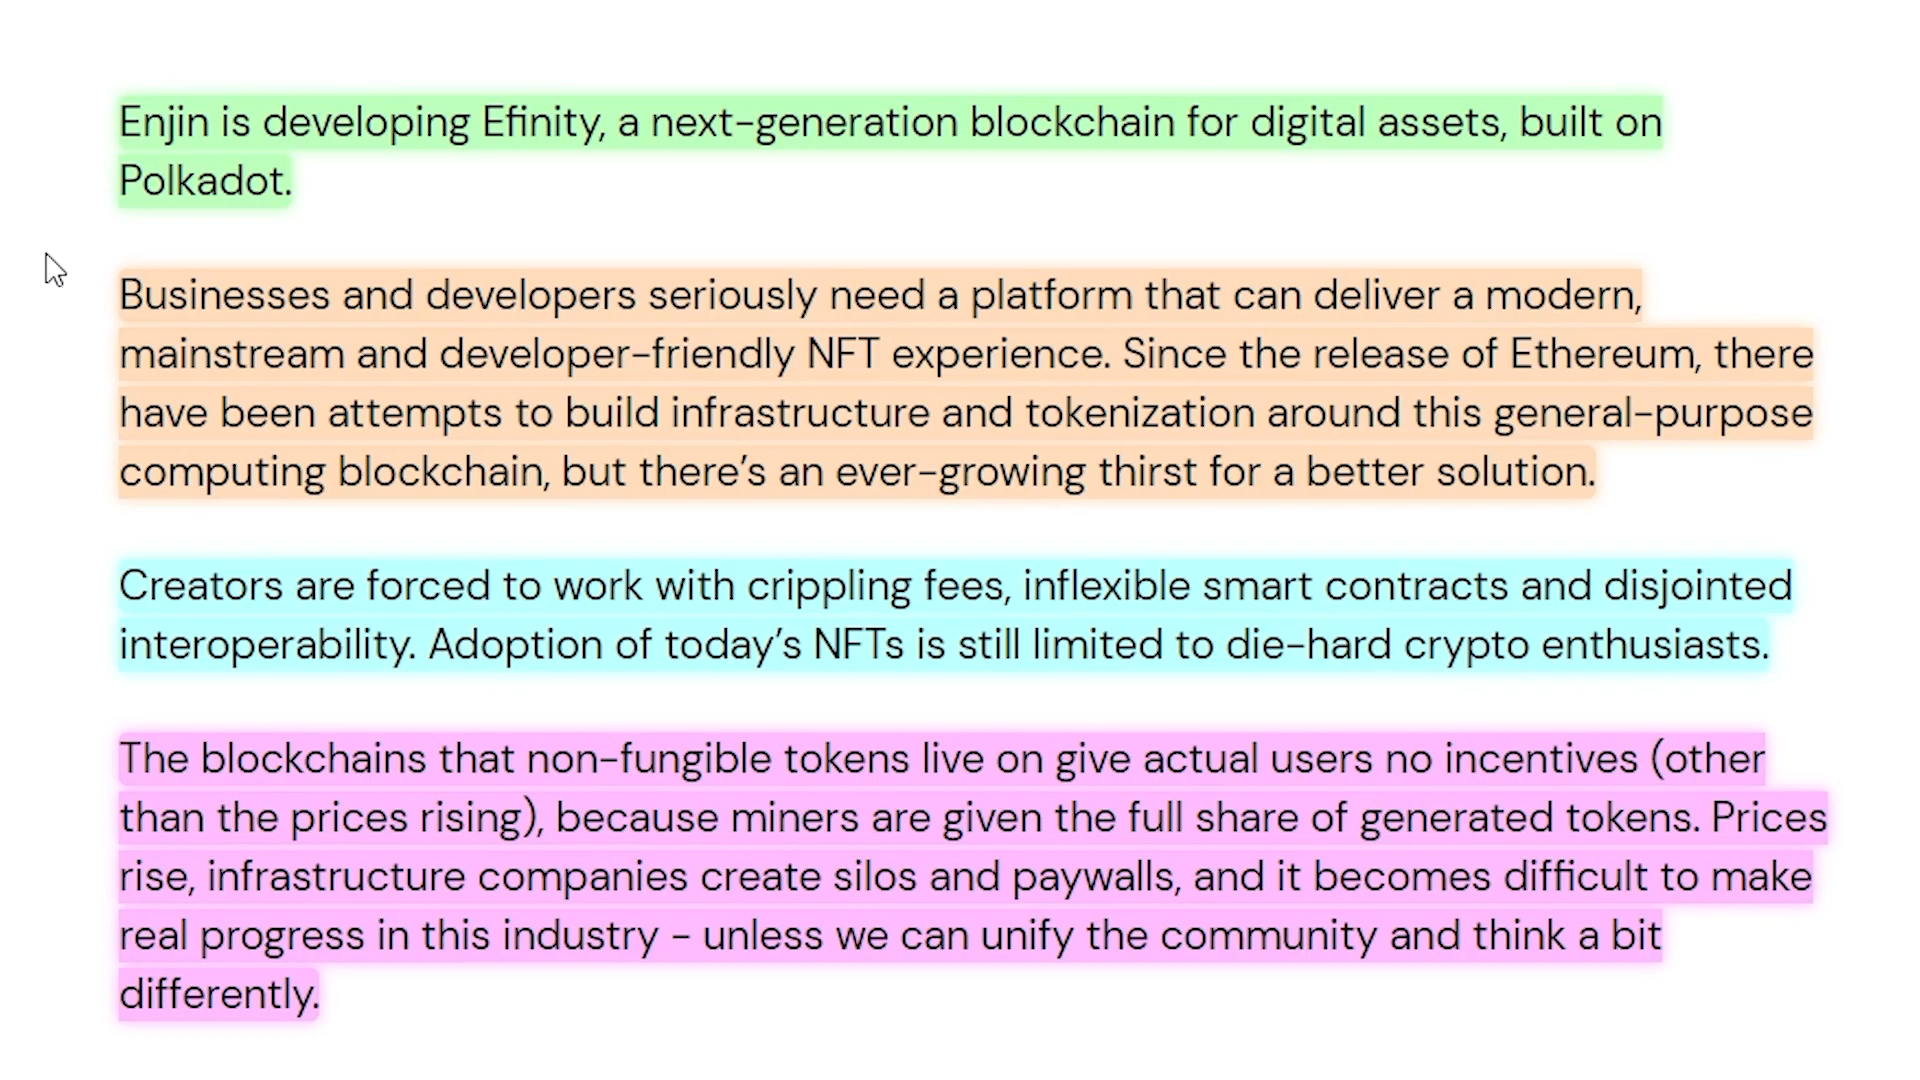 Enjin is developing Efinity, a next-generation blockchain for digital assets, built on
Polkadot.
Businesses and developers seriously need a platform that can deliver a modern,
mainstream and developer-friendly NFT experience. Since the release of Ethereum, there
have been attempts to build infrastructure and tokenization around this general-purpose
computing blockchain, but there’s an ever-growing thirst for a better solution.
Creators are forced to work with crippling fees, inflexible smart contracts and disjointed
interoperability. Adoption of today’s NFTs is still limited to die-hard crypto enthusiasts.
The blockchains that non-fungible tokens live on give actual users no incentives (other
than the prices rising), because miners are given the full share of generated tokens. Prices
rise, infrastructure companies create silos and paywalls, and it becomes difficult to make
real progress in this industry - unless we can unify the community and think a bit
differently.